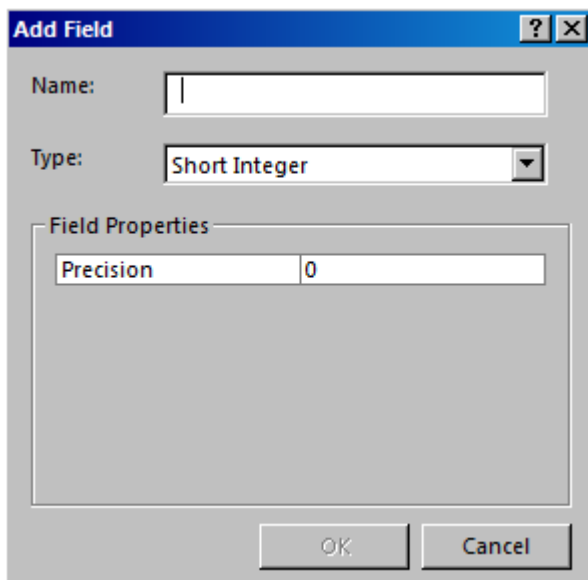 Add Field
Name:
Type: Short Integer
Field Properties
Precision 0
OK Cancel